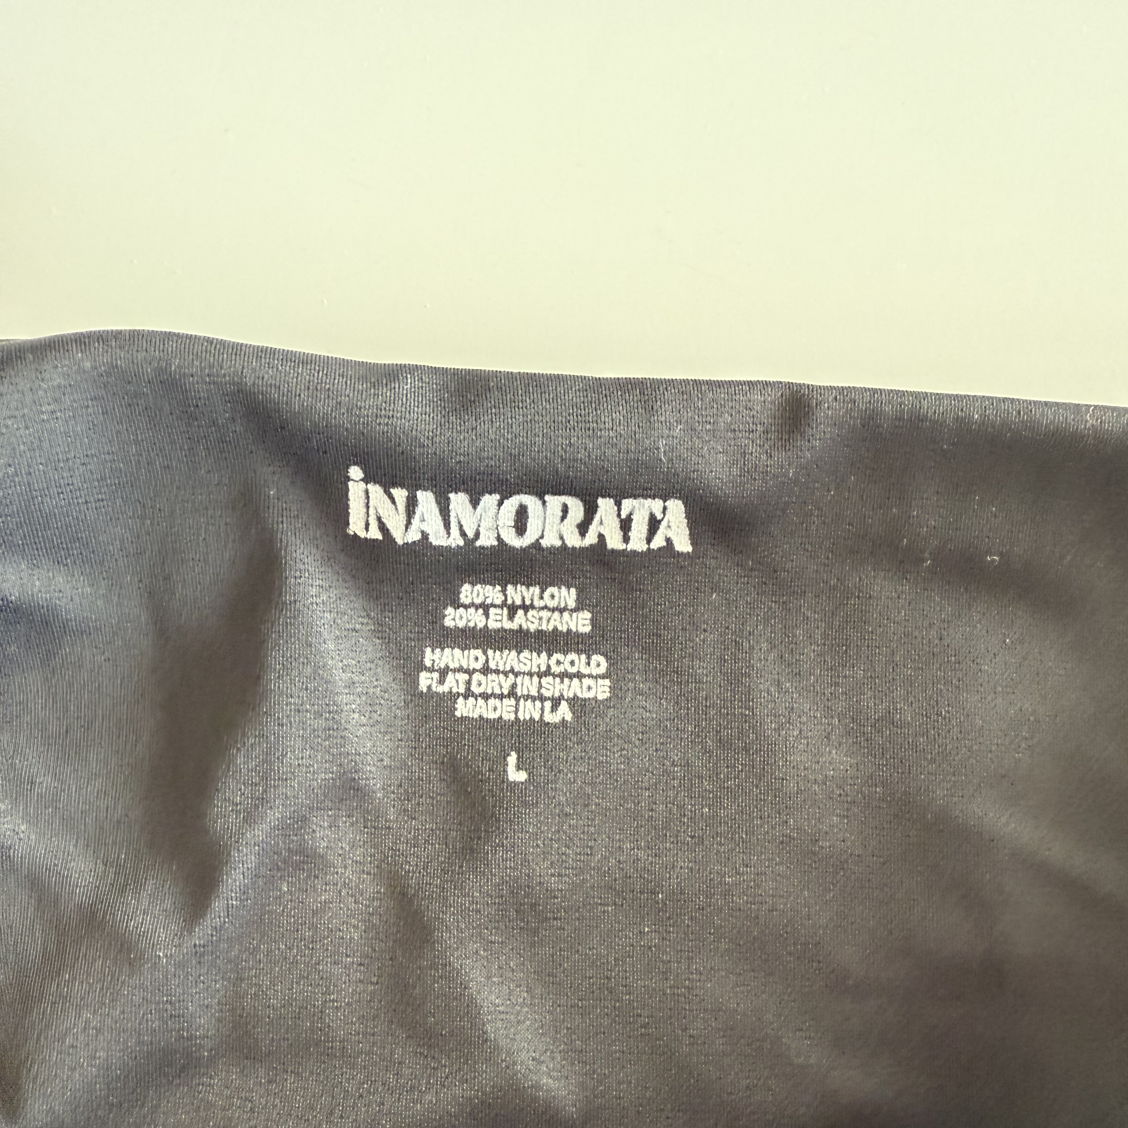 iNAMORATA
80% NYLON
20% ELASTANE
HAND WASH COLD
FLAT DRY IN SHADE
MADE IN LA
L